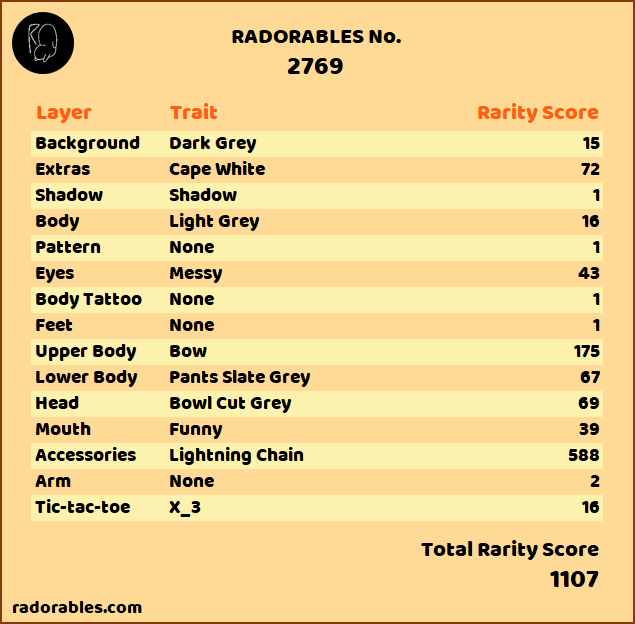 RADORABLES No.
2769
Layer Trait Rarity Score
Background Dark Grey 15
Extras Cape White 72
Shadow Shadow 1
Body Light Grey 16
Pattern None 1
Eyes Messy 43
Body Tattoo None 1
Feet None 1
Upper Body Bow 175
Lower Body Pants Slate Grey 67
Head Bowl Cut Grey 69
Mouth Funny 39
Accessories Lightning Chain 588
Arm None 2
Tic-tac-toe X_3 16
Total Rarity Score
1107
radorables.com